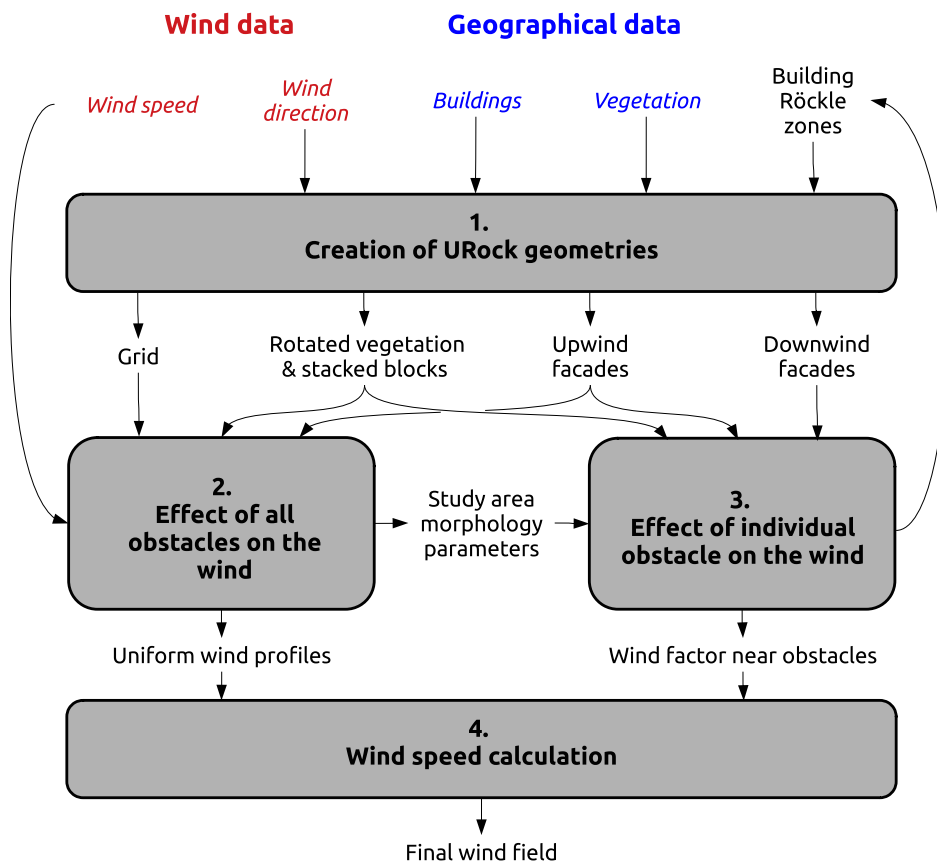 Wind data
Geographical data
Wind speed
Wind
direction
Buildings
Vegetation
Building
Röckle
zones
1.
Creation of URock geometries
Grid
Rotated vegetation
& stacked blocks
Upwind
facades
Downwind
facades
2.
Effect of all
obstacles on the
wind
Study area
morphology
parameters
3.
Effect of individual
obstacle on the wind
Uniform wind profiles
Wind factor near obstacles
4.
Wind speed calculation
Final wind field